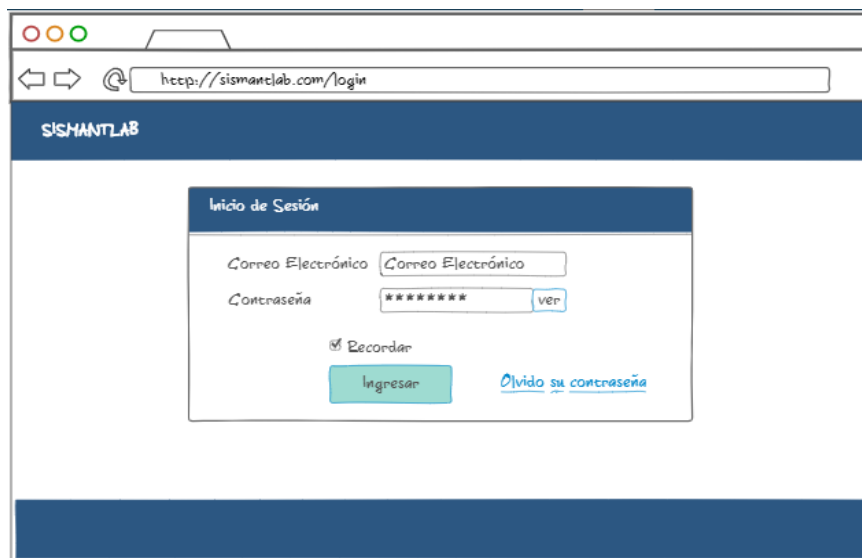 http://sismantlab.com/login
SISMANTLAB
Inicio de Sesión
Correo Electrónico Correo Electrónico
Contraseña ******** ver
Recordar
Ingresar Olvido su contraseña